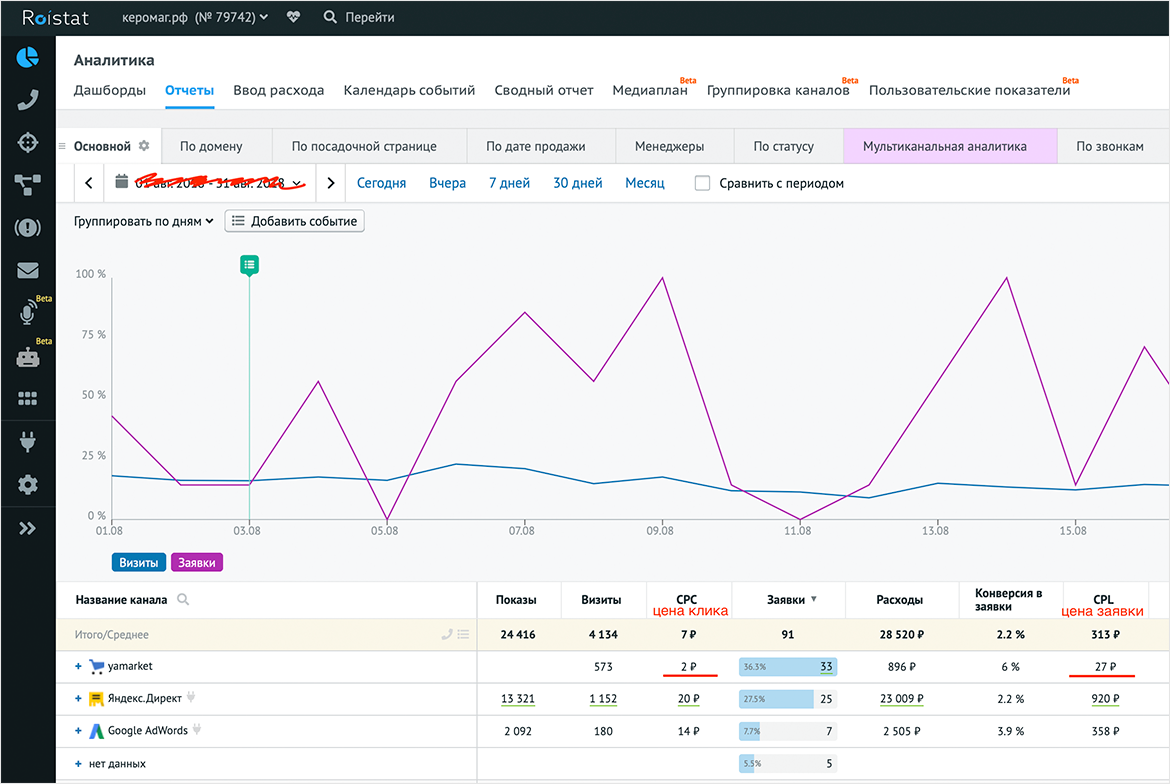 Roistat керомаг.рф (№ 79742) Перейти
Аналитика
Дашборды Отчеты Ввод расхода Календарь событий Сводный отчет Медиаплан Beta Группировка каналов Beta Пользовательские показатели Beta
Основной По домену По посадочной странице По дате продажи Менеджеры По статусу Мультиканальная аналитика По звонкам
Сегодня Вчера 7 дней 30 дней Месяц Сравнить с периодом
Группировать по дням Добавить событие
Beta
Beta
100 %
75 %
50 %
25 %
0 %
01.08 03.08 05.08 07.08 09.08 11.08 13.08 15.08
Визиты Заявки
Название канала Показы Визиты CPC Заявки ▼ Расходы Конверсия в заявки CPL
цена клика цена заявки
Итого/Среднее 24 416 4 134 7 ₽ 91 28 520 ₽ 2.2 % 313 ₽
+ yamarket 573 2 ₽ 36.3% 33 896 ₽ 6 % 27 ₽
+ Яндекс.Директ 13 321 1 152 20 ₽ 27.5% 25 23 009 ₽ 2.2 % 920 ₽
+ Google AdWords 2 092 180 14 ₽ 7.7% 7 2 505 ₽ 3.9 % 358 ₽
+ нет данных 5.5% 5